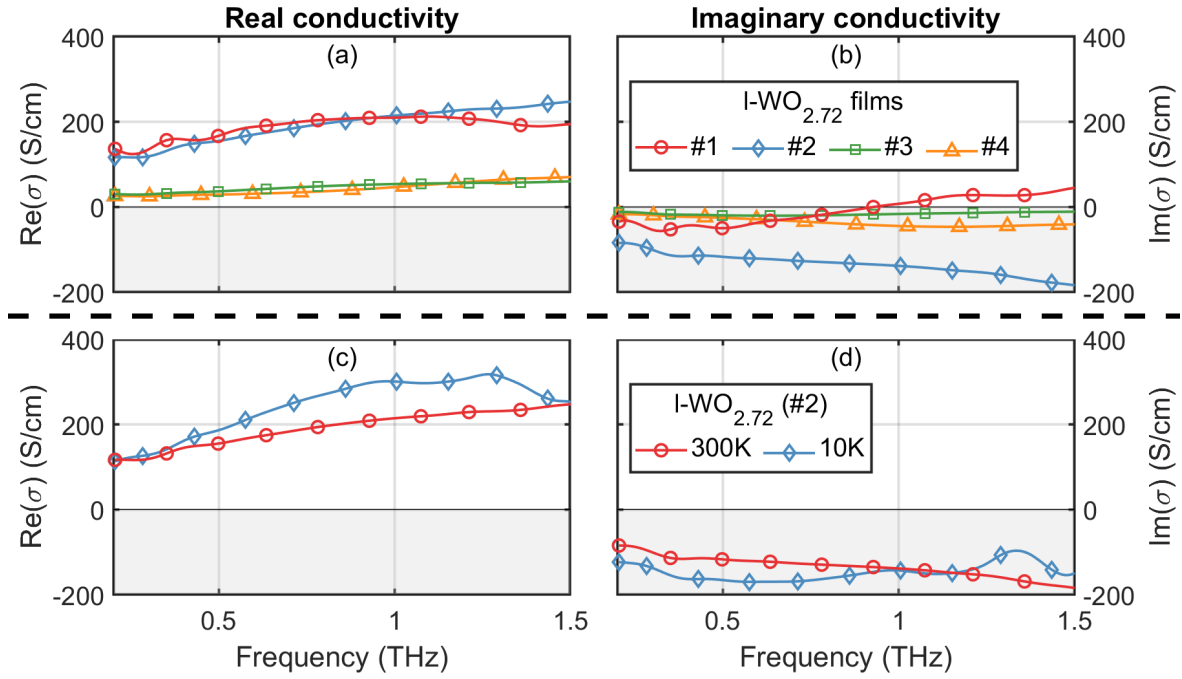 Real conductivity
Imaginary conductivity
(a)
400
200
0
-200
Re(σ) (S/cm)
(b)
I-WO2.72 films
#1 #2 #3 #4
400
200
0
-200
Im(σ) (S/cm)
(c)
400
200
0
-200
Re(σ) (S/cm)
0.5 1 1.5
Frequency (THz)
(d)
I-WO2.72 (#2)
300K 10K
400
200
0
-200
Im(σ) (S/cm)
0.5 1 1.5
Frequency (THz)